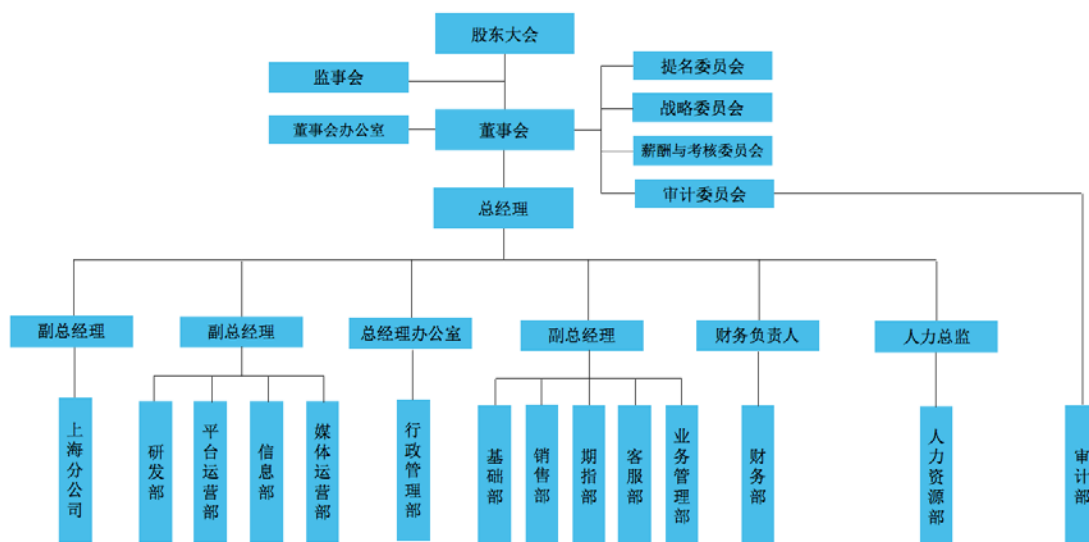 股东大会
监事会
提名委员会
战略委员会
董事会办公室
董事会
薪酬与考核委员会
审计委员会
总经理
副总经理
副总经理
总经理办公室
副总经理
财务负责人
人力总监
上海分公司
研发部
平台运营部
信息部
媒体运营部
行政管理部
基础部
销售部
期指部
客服部
业务管理部
财务部
人力资源部
审计部